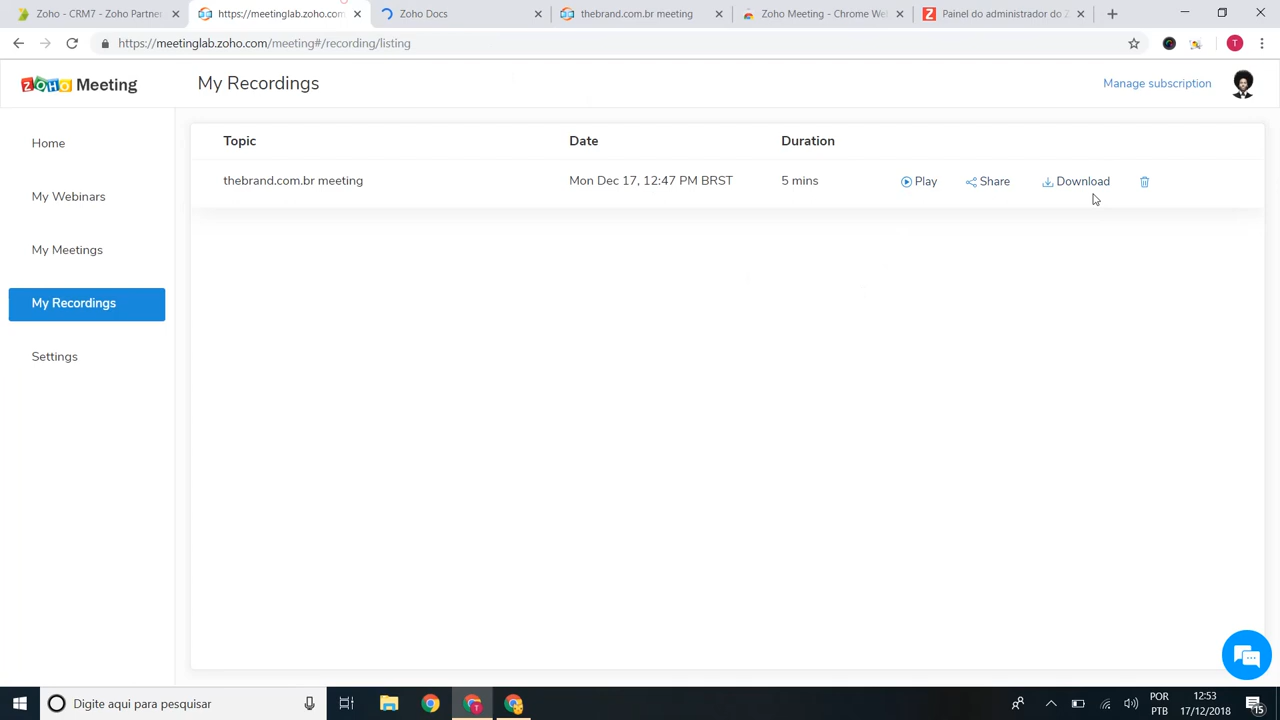 Zoho - CRM7 - Zoho Partner
https://meetinglab.zoho.com
Zoho Docs
thebrand.com.br meeting
Zoho Meeting - Chrome We
Painel do administrador do Z
https://meetinglab.zoho.com/meeting#/recording/listing
T
ZOHO Meeting
My Recordings
Manage subscription
Home
My Webinars
My Meetings
My Recordings
Settings
Topic Date Duration
thebrand.com.br meeting Mon Dec 17, 12:47 PM BRST 5 mins Play Share Download
Digite aqui para pesquisar
POR
PTB
12:53
17/12/2018
15